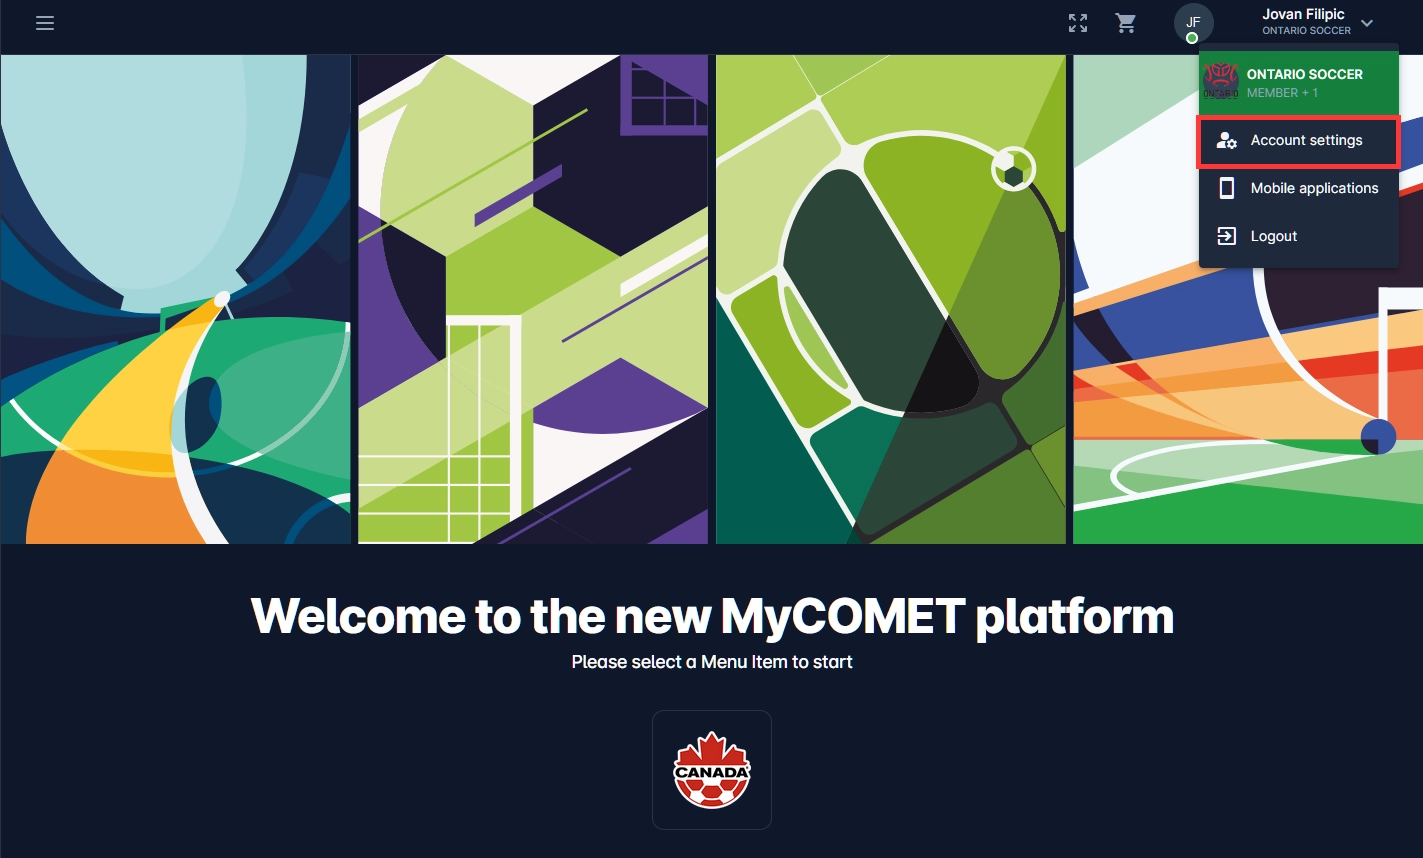 JF
Jovan Filipic
ONTARIO SOCCER
ONTARIO
ONTARIO SOCCER
MEMBER + 1
Account settings
Mobile applications
Logout
Welcome to the new MyCOMET platform
Please select a Menu Item to start
CANADA